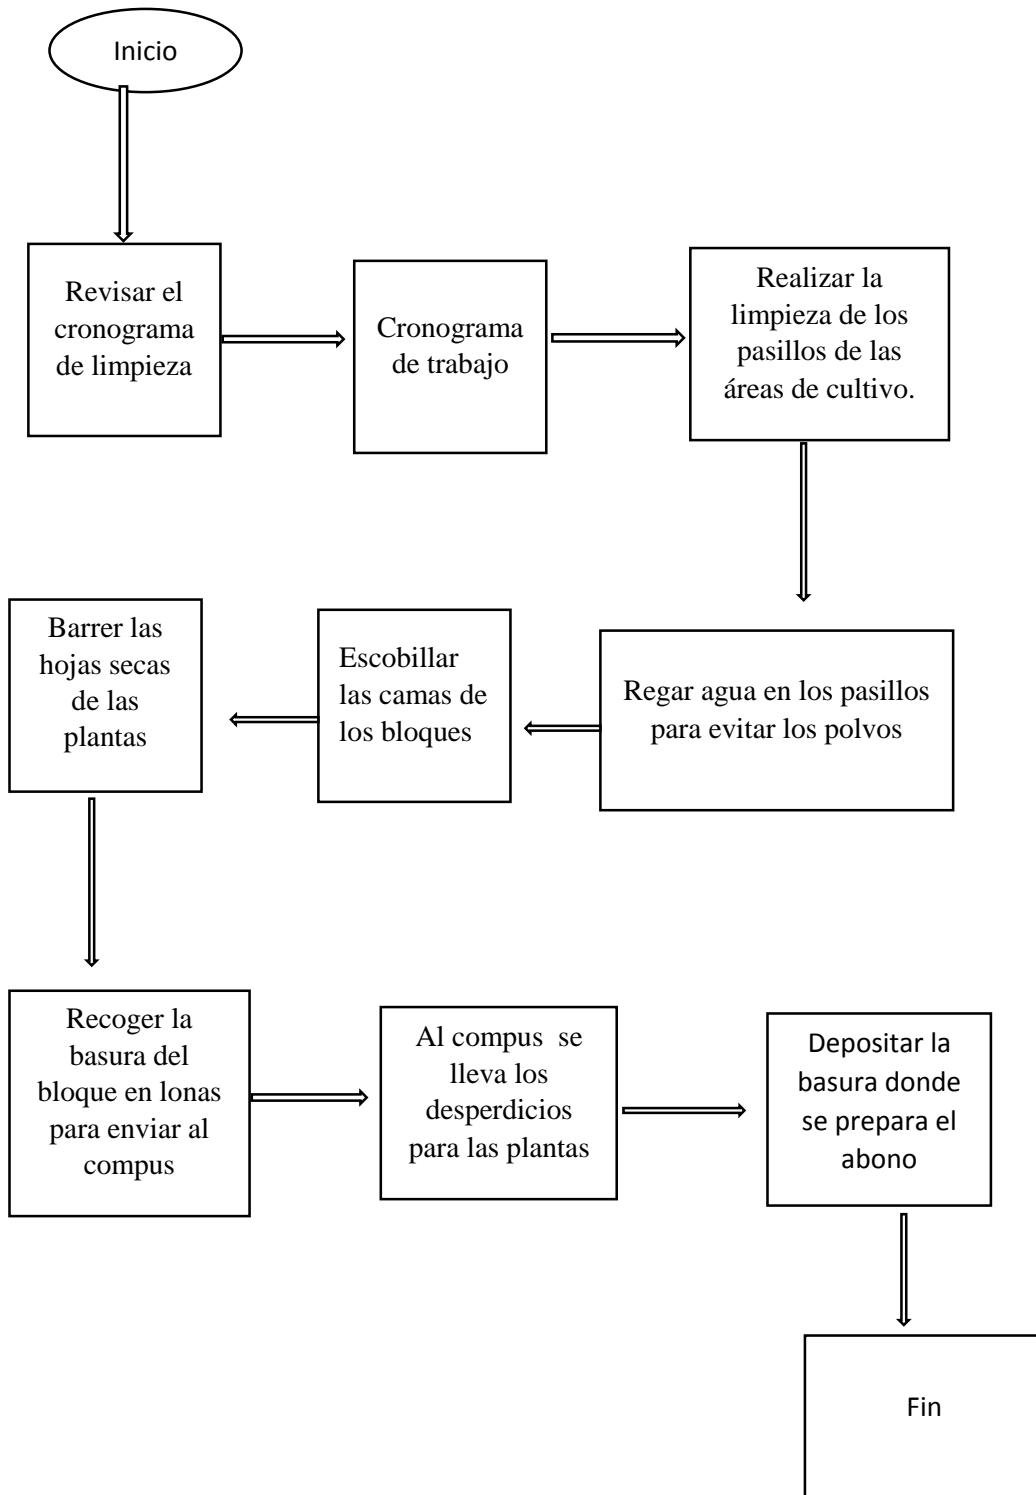 Inicio
Revisar el
cronograma
de limpieza
Cronograma
de trabajo
Realizar la
limpieza de los
pasillos de las
áreas de cultivo.
Regar agua en los pasillos
para evitar los polvos
Escobillar
las camas de
los bloques
Barrer las
hojas secas
de las
plantas
Recoger la
basura del
bloque en lonas
para enviar al
compus
Al compus  se
lleva los
desperdicios
para las plantas
Depositar la
basura donde
se prepara el
abono
Fin